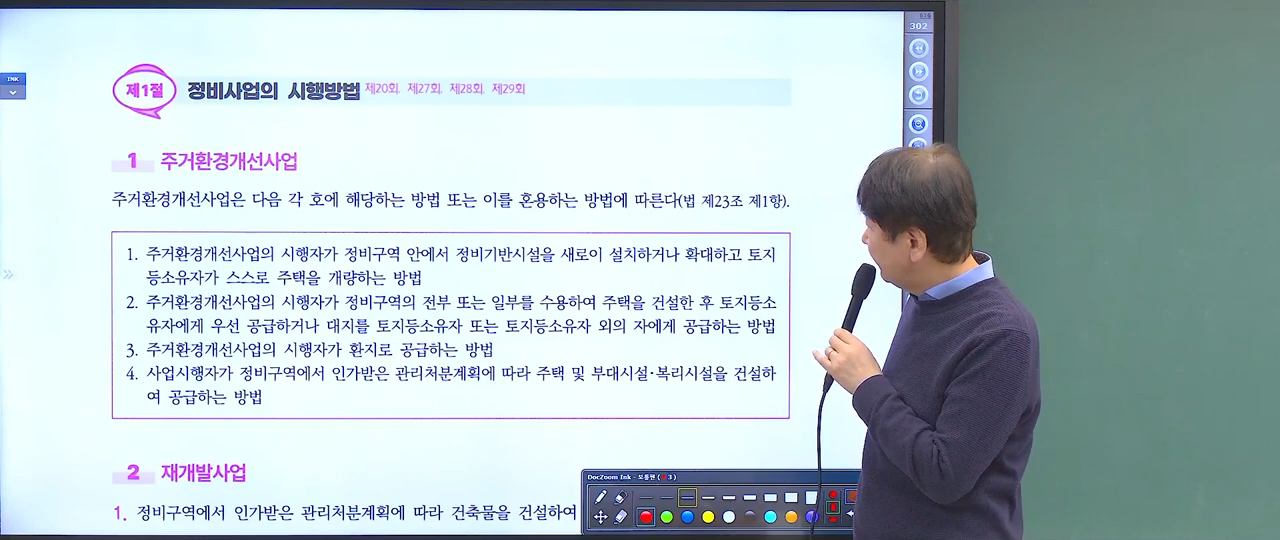 제1절 정비사업의 시행방법 제20회, 제27회, 제28회, 제29회
302
INK
1 주거환경개선사업
주거환경개선사업은 다음 각 호에 해당하는 방법 또는 이를 혼용하는 방법에 따른다(법 제23조 제1항).
1. 주거환경개선사업의 시행자가 정비구역 안에서 정비기반시설을 새로이 설치하거나 확대하고 토지
등소유자가 스스로 주택을 개량하는 방법
2. 주거환경개선사업의 시행자가 정비구역의 전부 또는 일부를 수용하여 주택을 건설한 후 토지등소
유자에게 우선 공급하거나 대지를 토지등소유자 또는 토지등소유자 외의 자에게 공급하는 방법
3. 주거환경개선사업의 시행자가 환지로 공급하는 방법
4. 사업시행자가 정비구역에서 인가받은 관리처분계획에 따라 주택 및 부대시설·복리시설을 건설하
여 공급하는 방법
2 재개발사업
DocZoom Ink - 보통펜 ( 3 )
1. 정비구역에서 인가받은 관리처분계획에 따라 건축물을 건설하여